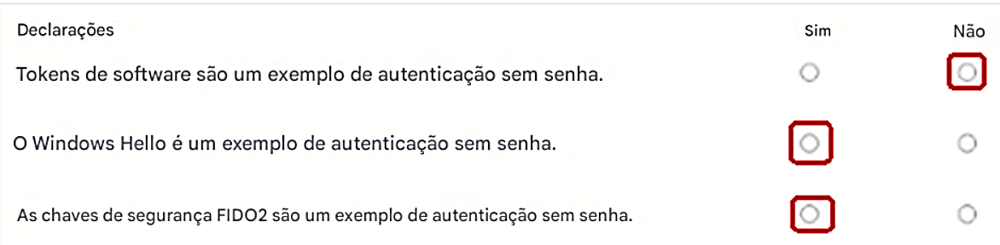 Declarações Sim Não
Tokens de software são um exemplo de autenticação sem senha.
O Windows Hello é um exemplo de autenticação sem senha.
As chaves de segurança FIDO2 são um exemplo de autenticação sem senha.